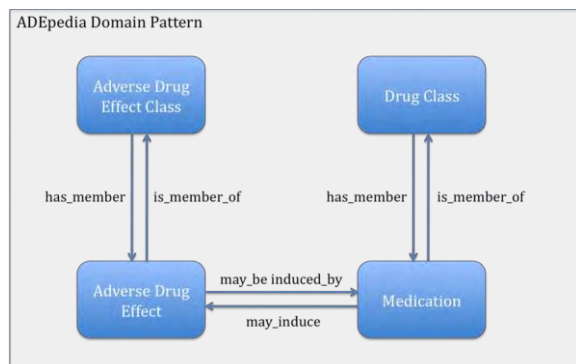 ADEpedia Domain Pattern
Adverse Drug
Effect Class
Drug Class
has_member
is_member_of
has_member
is_member_of
Adverse Drug
Effect
may_be induced_by
may_induce
Medication